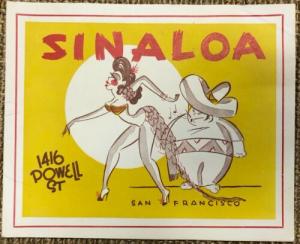 SINALOA
1416
POWELL
ST
SAN FRANCISCO